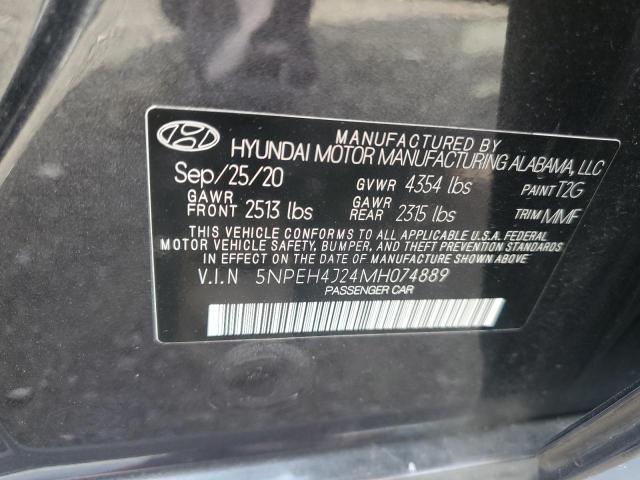 MANUFACTURED BY
HYUNDAI MOTOR MANUFACTURING ALABAMA, LLC
Sep/25/20 GVWR 4354 lbs PAINT T2G
GAWR FRONT 2513 lbs GAWR REAR 2315 lbs TRIM MMF
THIS VEHICLE CONFORMS TO ALL APPLICABLE U.S.A. FEDERAL
MOTOR VEHICLE SAFETY, BUMPER, AND THEFT PREVENTION STANDARDS
IN EFFECT ON THE DATE OF MANUFACTURE SHOWN ABOVE
V.I.N 5NPEH4J24MH074889
PASSENGER CAR